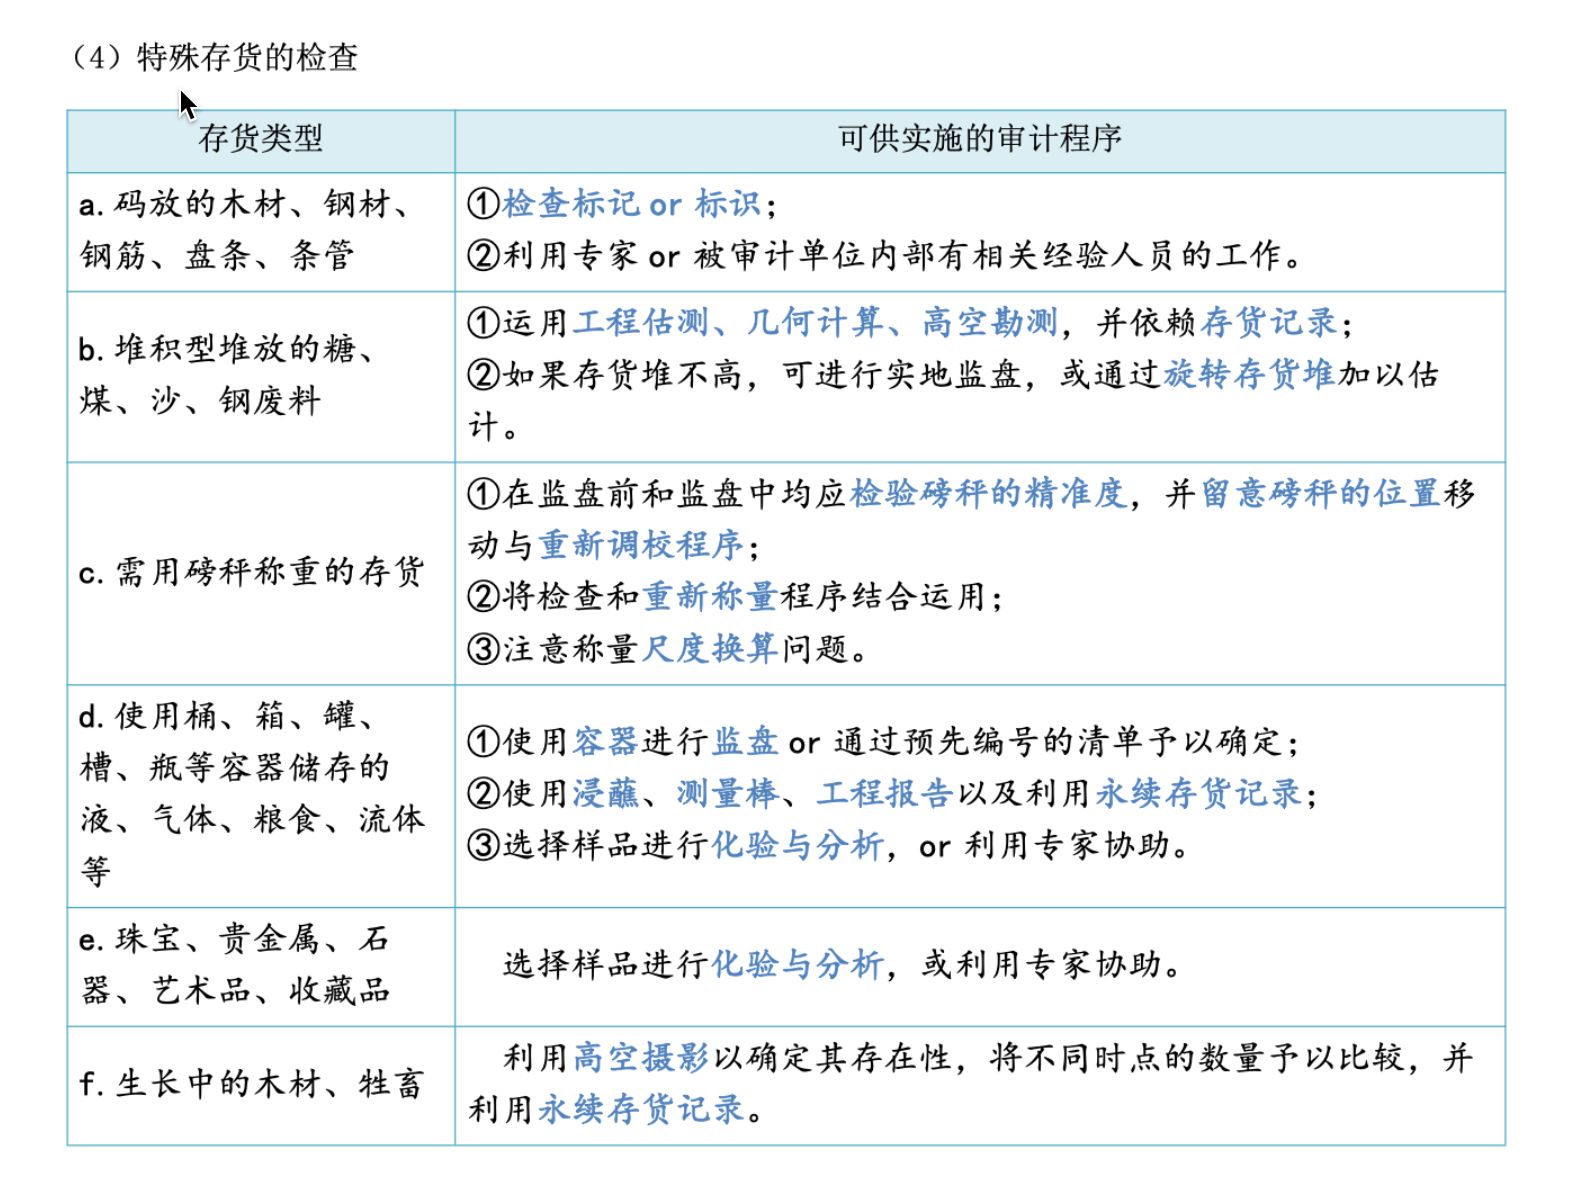 （4）特殊存货的检查
存货类型
可供实施的审计程序
a. 码放的木材、钢材、
钢筋、盘条、条管
①检查标记 or 标识；
②利用专家 or 被审计单位内部有相关经验人员的工作。
b. 堆积型堆放的糖、
煤、沙、钢废料
①运用工程估测、几何计算、高空勘测，并依赖存货记录；
②如果存货堆不高，可进行实地监盘，或通过旋转存货堆加以估
计。
c. 需用磅秤称重的存货
①在监盘前和监盘中均应检验磅秤的精准度，并留意磅秤的位置移
动与重新调校程序；
②将检查和重新称量程序结合运用；
③注意称量尺度换算问题。
d. 使用桶、箱、罐、
槽、瓶等容器储存的
液、气体、粮食、流体
等
①使用容器进行监盘 or 通过预先编号的清单予以确定；
②使用浸蘸、测量棒、工程报告以及利用永续存货记录；
③选择样品进行化验与分析，or 利用专家协助。
e. 珠宝、贵金属、石
器、艺术品、收藏品
选择样品进行化验与分析，或利用专家协助。
f. 生长中的木材、牲畜
利用高空摄影以确定其存在性，将不同时点的数量予以比较，并
利用永续存货记录。